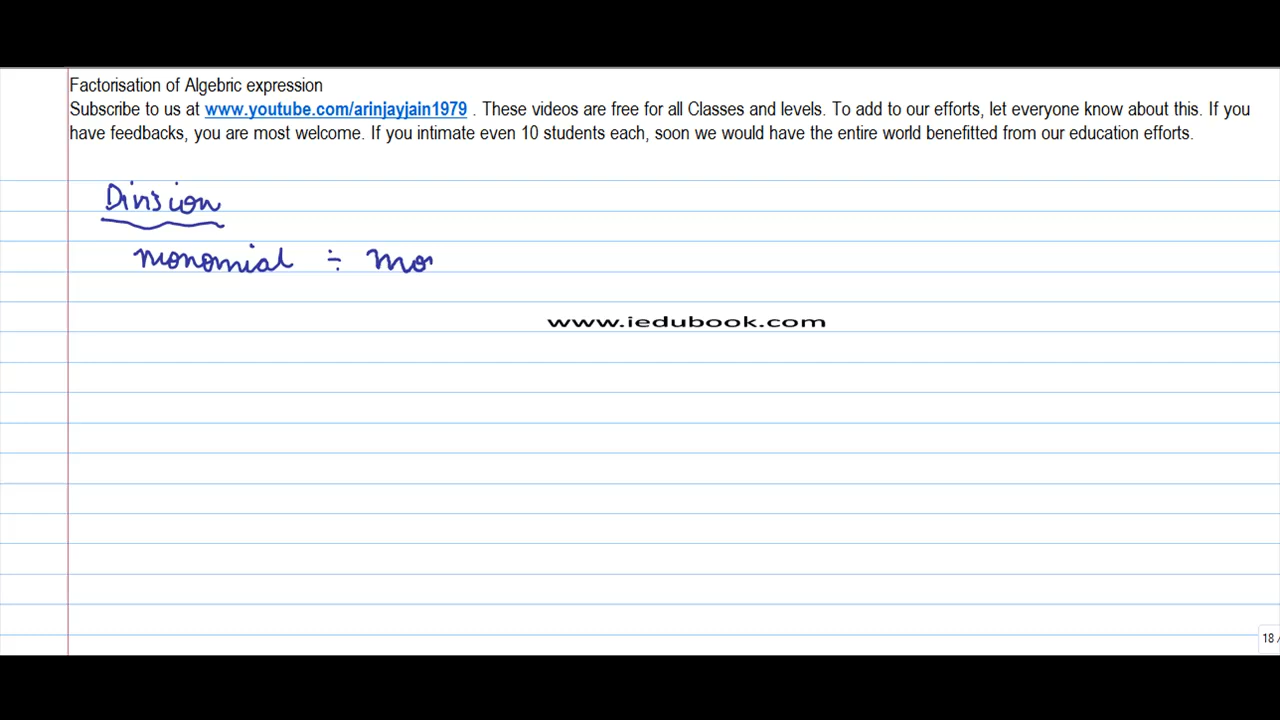 Factorisation of Algebric expression
Subscribe to us at www.youtube.com/arinjayjain1979 . These videos are free for all Classes and levels. To add to our efforts, let everyone know about this. If you
have feedbacks, you are most welcome. If you intimate even 10 students each, soon we would have the entire world benefitted from our education efforts.
Division
monomial ÷ mon
www.iedubook.com
18 /